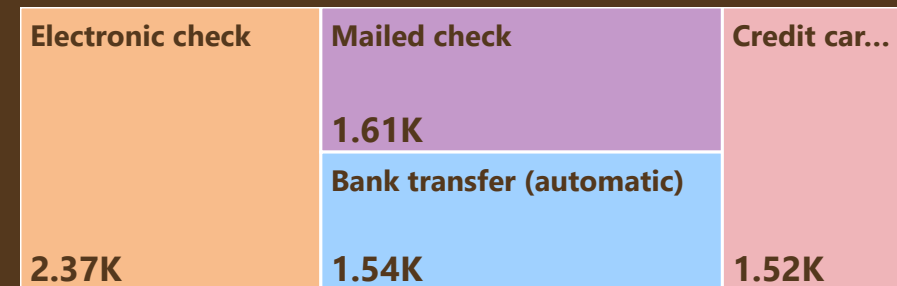 Electronic check
2.37K
Mailed check
1.61K
Bank transfer (automatic)
1.54K
Credit car...
1.52K